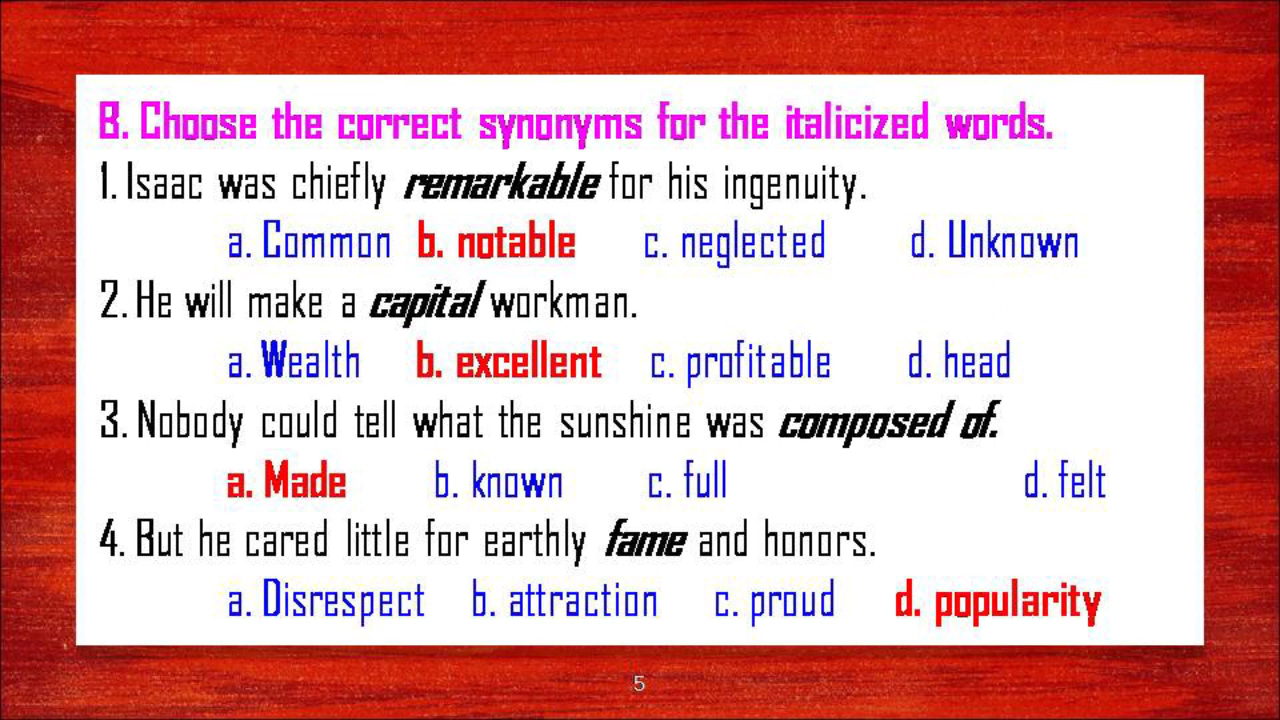 B. Choose the correct synonyms for the italicized words.
1. Isaac was chiefly remarkable for his ingenuity.
a. Common b. notable c. neglected d. Unknown
2. He will make a capital workman.
a. Wealth b. excellent c. profitable d. head
3. Nobody could tell what the sunshine was composed of.
a. Made b. known c. full d. felt
4. But he cared little for earthly fame and honors.
a. Disrespect b. attraction c. proud d. popularity
5